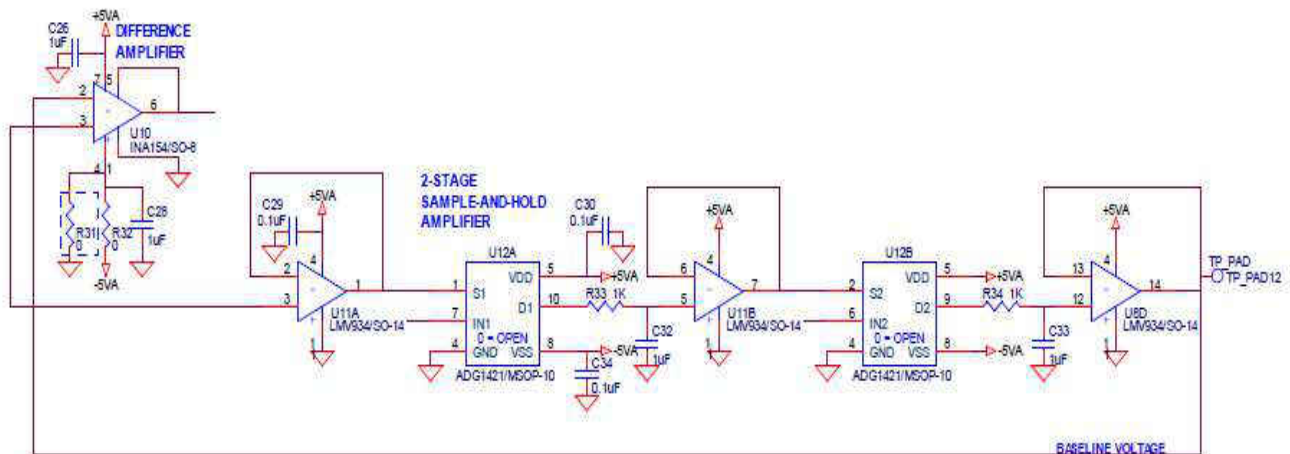 +5VA
C26
1uF
DIFFERENCE
AMPLIFIER
7 5
2
6
3
U10
INA154/SO-8
4 1
R31
0
R32
0
C28
1uF
-5VA
2-STAGE
SAMPLE-AND-HOLD
AMPLIFIER
C29
0.1uF
+5VA
2
4
1
3
U11A
LMV934/SO-14
1
U12A
1
S1
VDD
5
+5VA
D1
10
7
IN1
0 = OPEN
4
GND
VSS
8
-5VA
ADG1421/MSOP-10
C30
0.1uF
R33 1K
C32
1uF
C34
0.1uF
+5VA
6
4
7
5
U11B
LMV934/SO-14
1
U12B
2
S2
VDD
5
+5VA
D2
9
6
IN2
0 = OPEN
4
GND
VSS
8
-5VA
ADG1421/MSOP-10
R34 1K
C33
1uF
+5VA
13
4
14
12
U8D
LMV934/SO-14
1
TP_PAD
TP_PAD12
BASELINE VOLTAGE